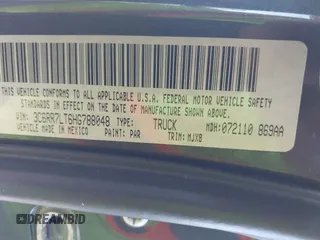 THIS VEHICLE CONFORMS TO ALL APPLICABLE U.S.A. FEDERAL MOTOR VEHICLE SAFETY
STANDARDS IN EFFECT ON THE DATE OF MANUFACTURE SHOWN ABOVE.
VIN: 3C6RR7LT6HG788048 TYPE: TRUCK MDH: 072110 869AA
VEHICLE MADE IN MEXICO PAINT: PAR TRIM: MJX8
DREAMBID